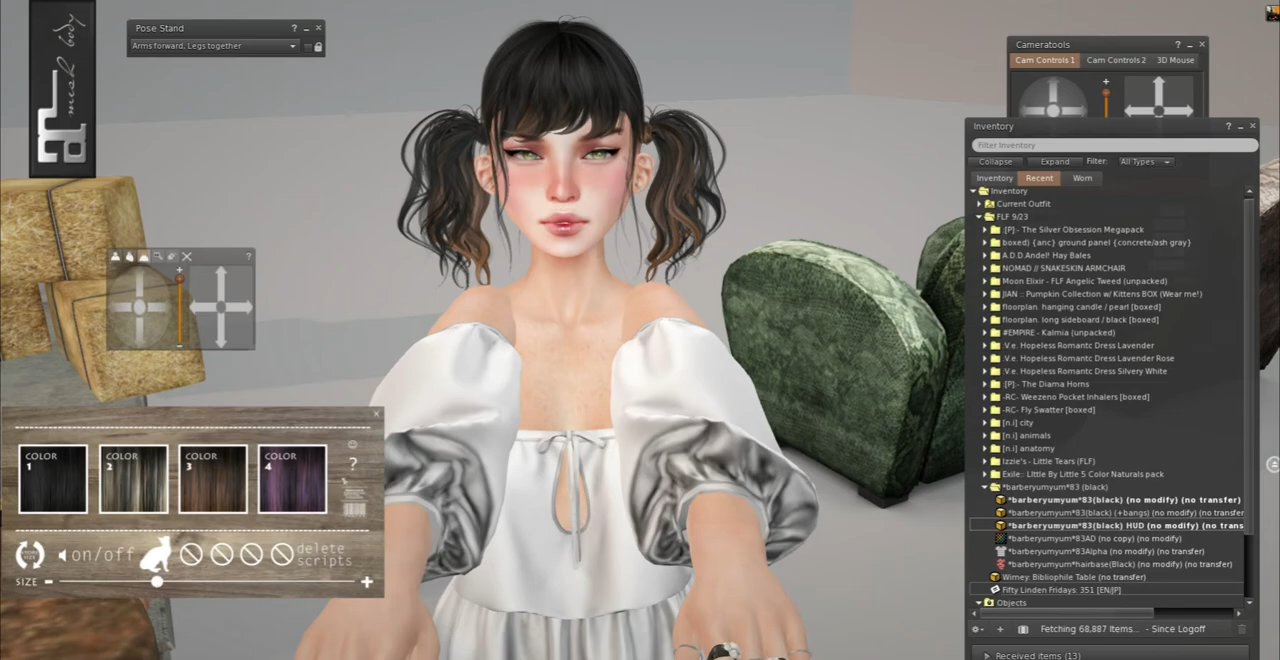 mesh body
Pose Stand
Arms forward, Legs together
Cameratools
Cam Controls 1 Cam Controls 2 3D Mouse
Inventory
Filter Inventory
Collapse Expand Filter: All Types
Inventory Recent Worn
Inventory
Current Outfit
FLF 9/23
:[P]:- The Silver Obsession Megapack
boxed) {anc} ground panel {concrete/ash gray}
A.D.D.Andel! Hay Bales
NOMAD // SNAKESKIN ARMCHAIR
Moon Elixir - FLF Angelic Tweed (unpacked)
JIAN :: Pumpkin Collection w/ Kittens BOX (Wear me!)
floorplan. hanging candle / pearl [boxed]
floorplan. long sideboard / black [boxed]
#EMPIRE - Kalmia (unpacked)
:V.e. Hopeless Romantc Dress Lavender
:V.e. Hopeless Romantc Dress Lavender Rose
:V.e. Hopeless Romantc Dress Silvery White
:[P]:- The Diama Horns
-RC- Weezeno Pocket Inhalers [boxed]
-RC- Fly Swatter [boxed]
[n.i] city
[n.i] animals
[n.i] anatomy
Izzie's - Little Tears (FLF)
Exile:: LIttle By Little 5 Color Naturals pack
*barberyumyum*83 (black)
*barberyumyum*83(black) (no modify) (no transfer)
*barberyumyum*83(black) (+bangs) (no modify) (no transfer
*barberyumyum*83(black) HUD (no modify) (no trans
*barberyumyum*83AD (no copy) (no modify)
*barberyumyum*83Alpha (no modify) (no transfer)
*barberyumyum*hairbase(Black) (no modify) (no transfer)
Wimey: Bibliophile Table (no transfer)
Fifty Linden Fridays 351 [EN/JP]
Objects
Fetching 68,887 Items... - Since Logoff
Received items (13)
COLOR 1
COLOR 2
COLOR 3
COLOR 4
on/off
delete scripts
SIZE